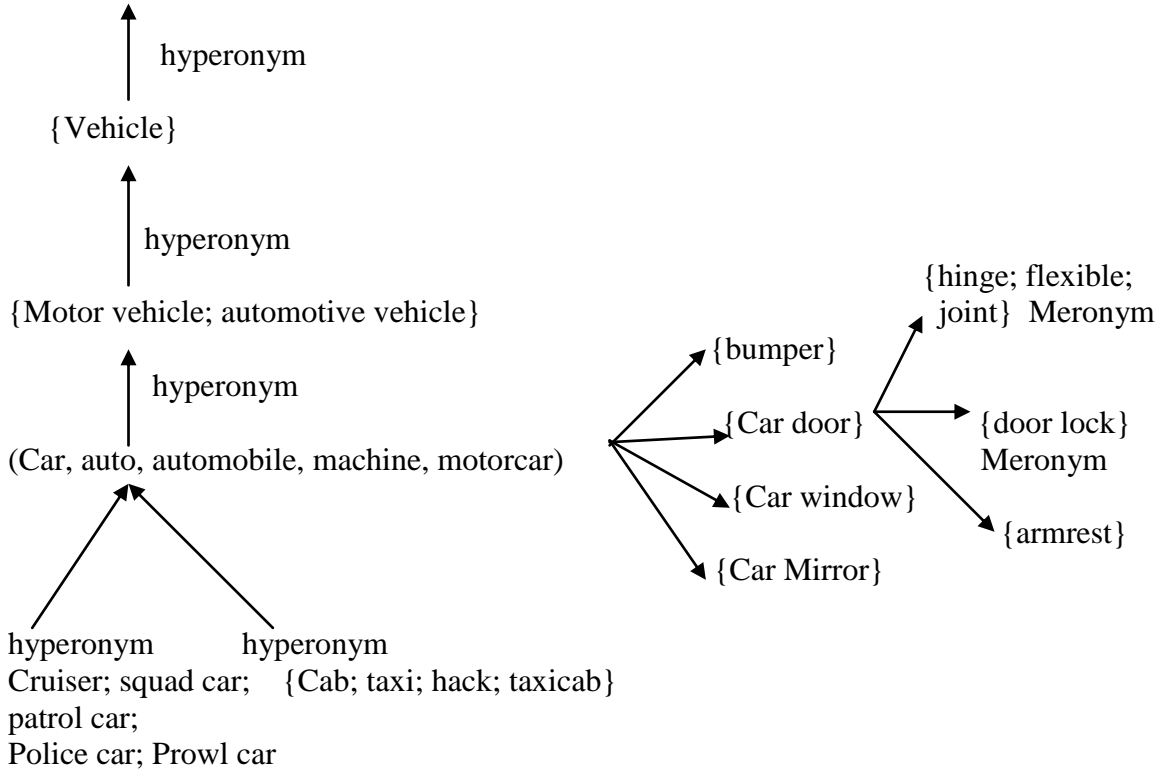 hyperonym
{Vehicle}
hyperonym
{Motor vehicle; automotive vehicle}
hyperonym
(Car, auto, automobile, machine, motorcar)
hyperonym
Cruiser; squad car;
patrol car;
Police car; Prowl car
hyperonym
{Cab; taxi; hack; taxicab}
{bumper}
{Car door}
{Car window}
{Car Mirror}
{hinge; flexible;
joint} Meronym
{door lock}
Meronym
{armrest}